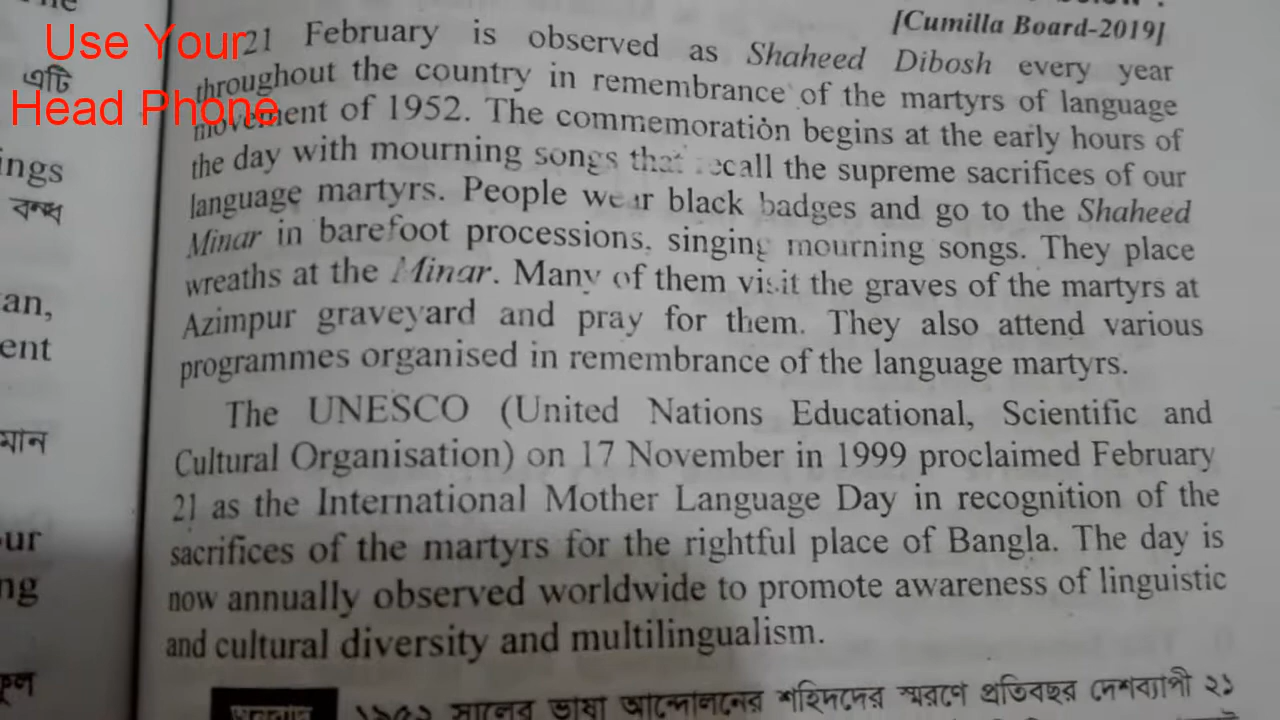 [Cumilla Board-2019]
Use Your
Head Phone
21 February is observed as Shaheed Dibosh every year
throughout the country in remembrance of the martyrs of language
movement of 1952. The commemoration begins at the early hours of
the day with mourning songs that recall the supreme sacrifices of our
language martyrs. People wear black badges and go to the Shaheed
Minar in barefoot processions, singing mourning songs. They place
wreaths at the Minar. Many of them visit the graves of the martyrs at
Azimpur graveyard and pray for them. They also attend various
programmes organised in remembrance of the language martyrs.
The UNESCO (United Nations Educational, Scientific and
Cultural Organisation) on 17 November in 1999 proclaimed February
21 as the International Mother Language Day in recognition of the
sacrifices of the martyrs for the rightful place of Bangla. The day is
now annually observed worldwide to promote awareness of linguistic
and cultural diversity and multilingualism.
১৯৫২ সালের ভাষা আন্দোলনের শহিদদের স্মরণে প্রতিবছর দেশব্যাপী ২১
এটি
ings
বন্ধ
an,
ent
মান
our
ng